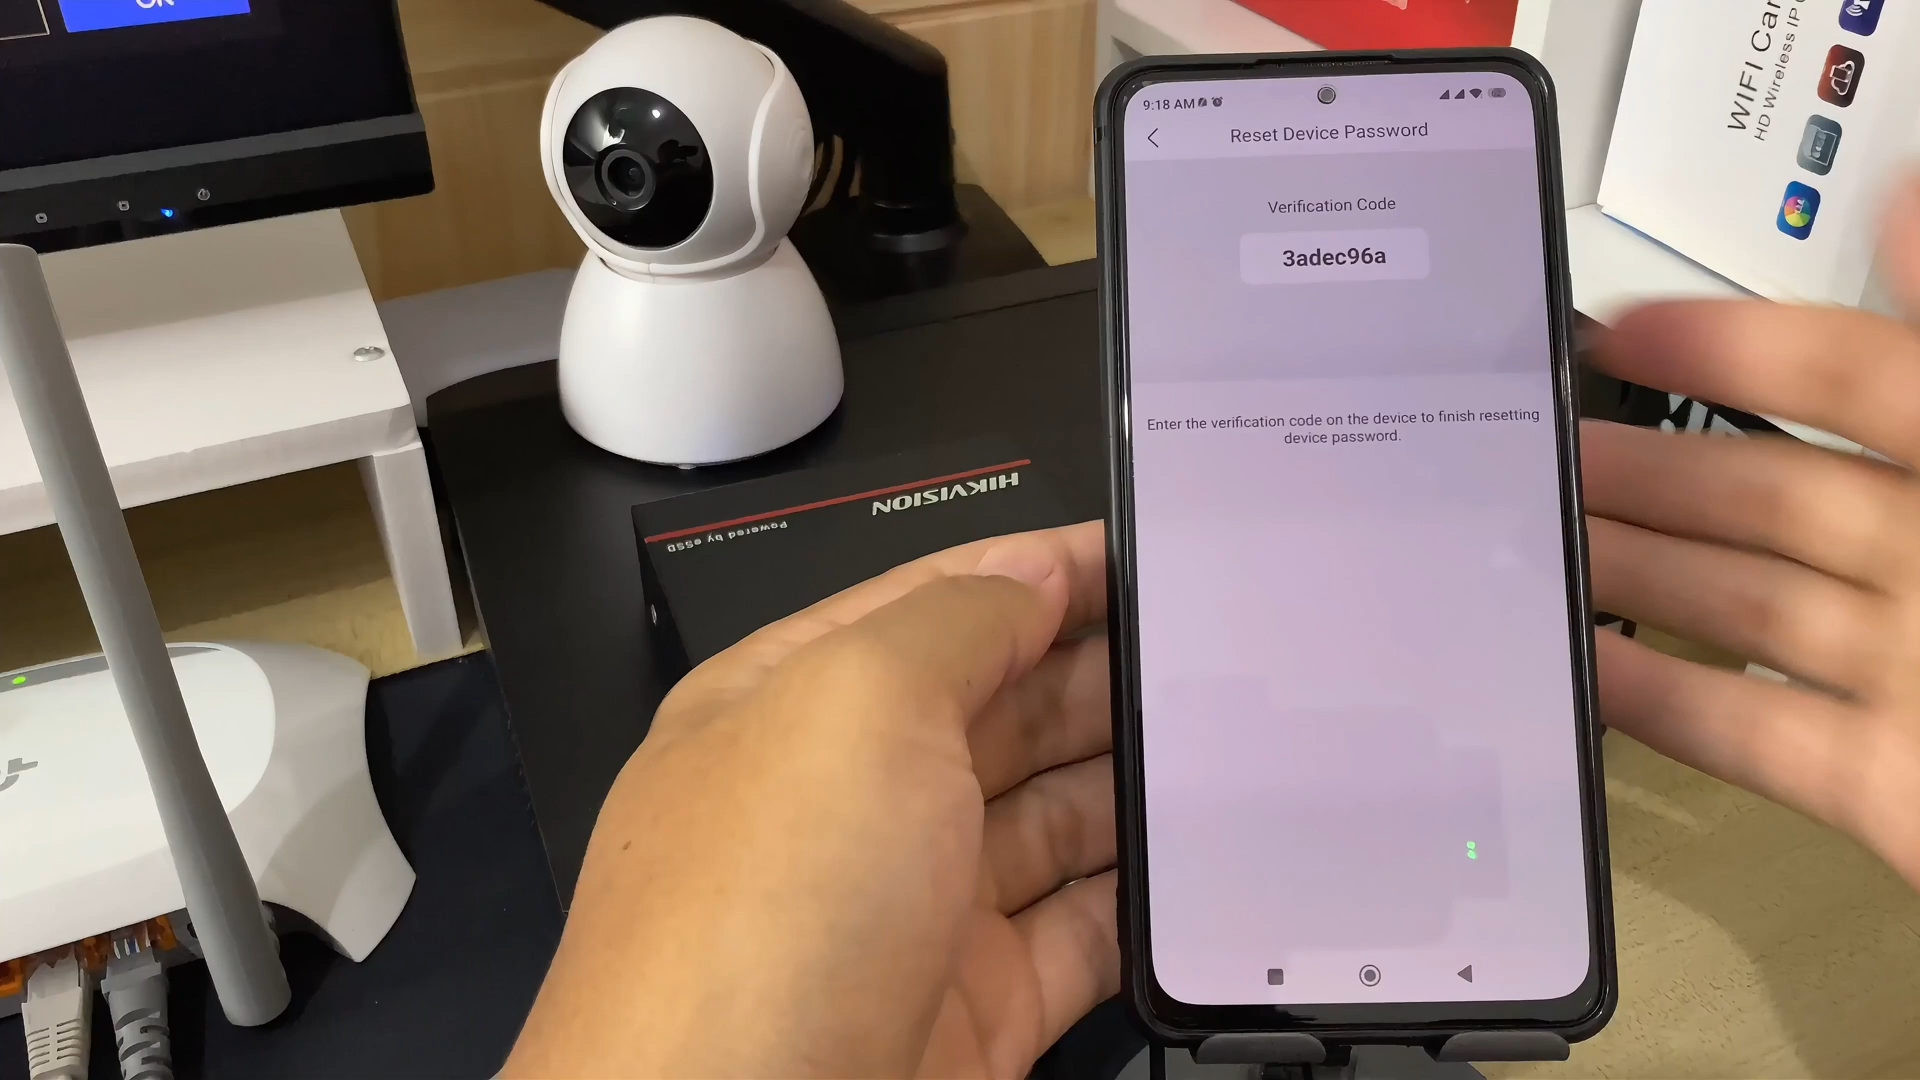 OK
9:18 AM
Reset Device Password
Verification Code
3adec96a
Enter the verification code on the device to finish resetting
device password.
HIKVISION
Powered by eSSD
WIFI
HD Wireless IP